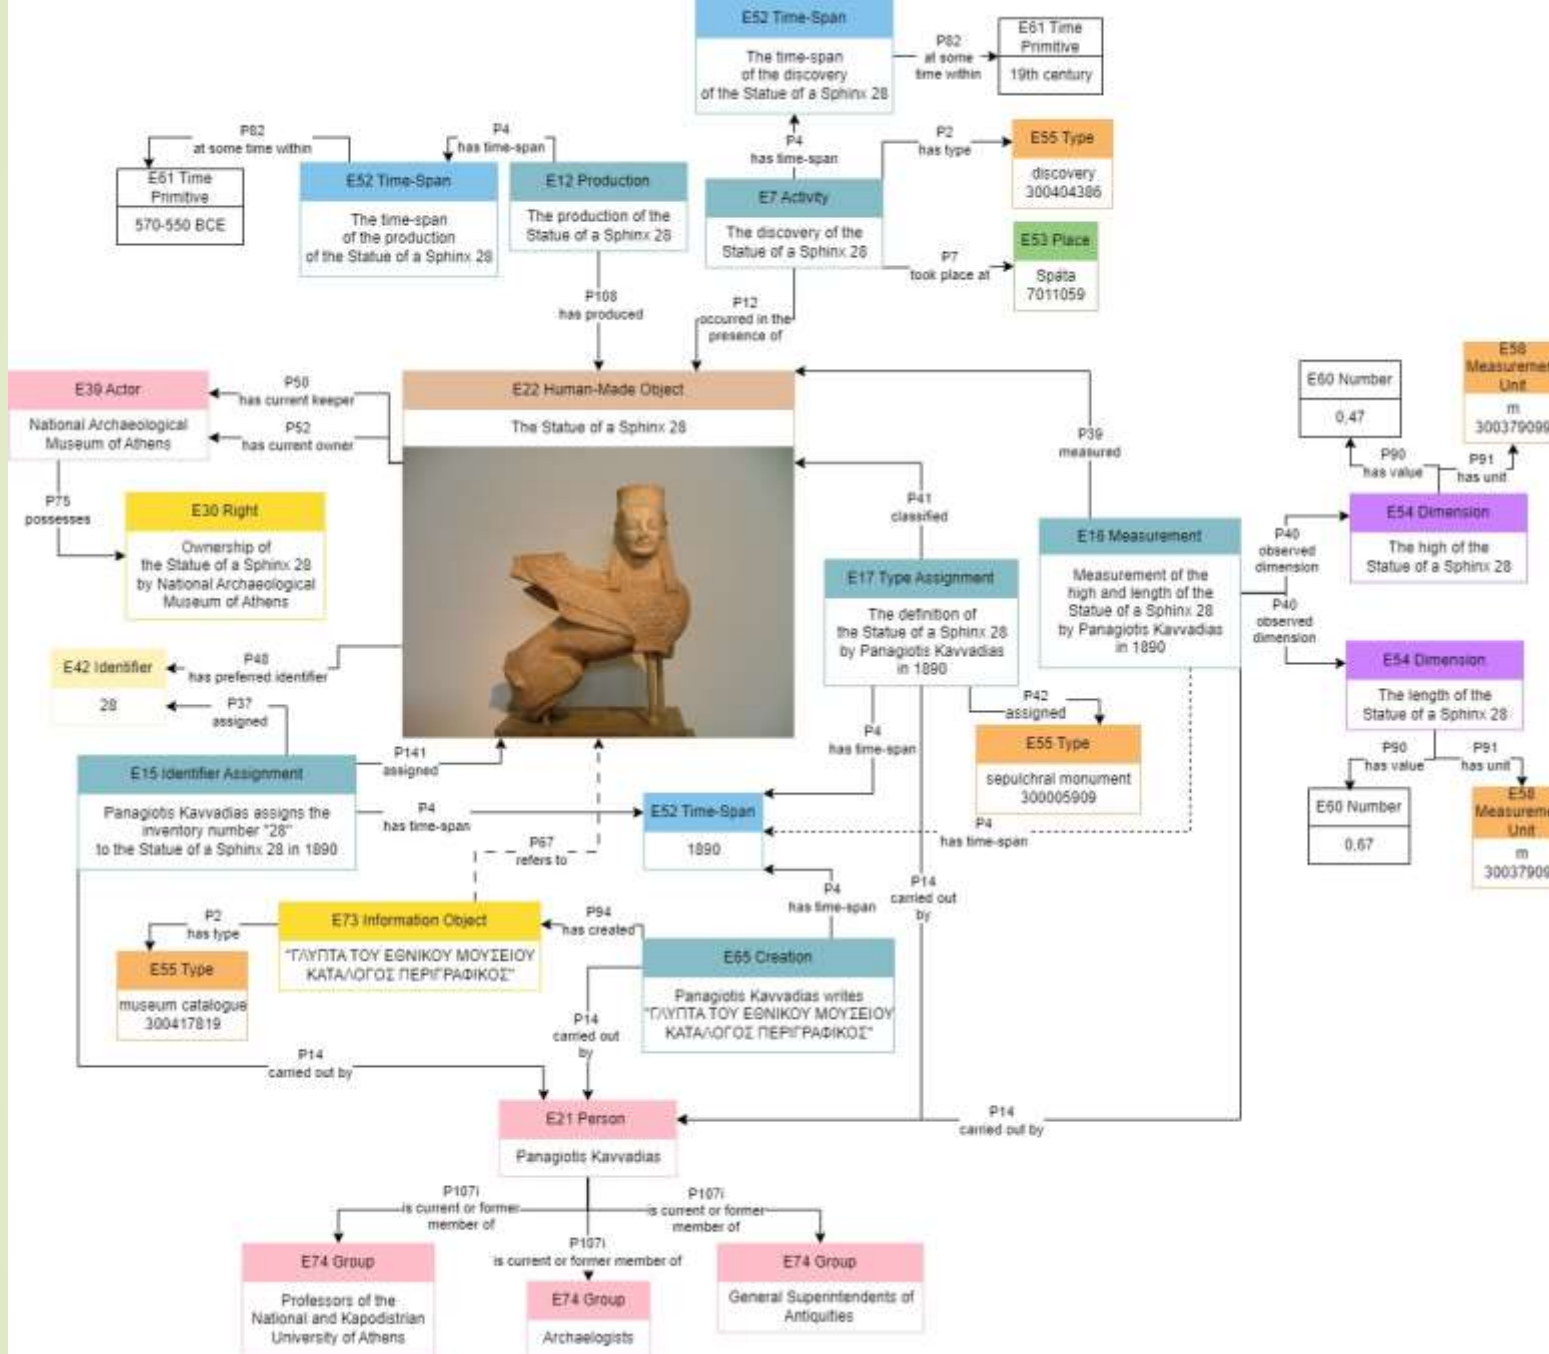 E52 Time-Span
The time-span
of the discovery
of the Statue of a Sphinx 28
P82
at some
time within
E61 Time
Primitive
19th century
P4
has time-span
P2
has type
E55 Type
discovery
300404386
E7 Activity
The discovery of the
Statue of a Sphinx 28
P7
took place at
E53 Place
Spáta
7011059
P12
occurred in the
presence of
P82
at some time within
E61 Time
Primitive
570-550 BCE
P4
has time-span
E52 Time-Span
The time-span
of the production
of the Statue of a Sphinx 28
E12 Production
The production of the
Statue of a Sphinx 28
P108
has produced
E39 Actor
National Archaeological
Museum of Athens
P50
has current keeper
P52
has current owner
E22 Human-Made Object
The Statue of a Sphinx 28
P75
possesses
E30 Right
Ownership of
the Statue of a Sphinx 28
by National Archaeological
Museum of Athens
P39
measured
P41
classified
E60 Number
0,47
E58
Measuremen
Unit
m
300379099
P90
has value
P91
has unit
E54 Dimension
The high of the
Statue of a Sphinx 28
E16 Measurement
Measurement of the
high and length of the
Statue of a Sphinx 28
by Panagiotis Kavvadias
in 1890
P40
observed
dimension
P40
observed
dimension
E54 Dimension
The length of the
Statue of a Sphinx 28
P90
has value
P91
has unit
E60 Number
0,67
E58
Measureme
Unit
m
30037909
E17 Type Assignment
The definition of
the Statue of a Sphinx 28
by Panagiotis Kavvadias
in 1890
P42
assigned
E55 Type
sepulchral monument
300005909
P4
has time-span
E42 Identifier
28
P48
has preferred identifier
P37
assigned
E15 Identifier Assignment
Panagiotis Kavvadias assigns the
inventory number "28"
to the Statue of a Sphinx 28 in 1890
P141
assigned
P4
has time-span
E52 Time-Span
1890
P4
has time-span
P67
refers to
P4
has time-span
P14
carried out
by
P2
has type
E55 Type
museum catalogue
300417819
E73 Information Object
"ΓΛΥΠΤΑ ΤΟΥ ΕΘΝΙΚΟΥ ΜΟΥΣΕΙΟΥ
ΚΑΤΑΛΟΓΟΣ ΠΕΡΙΓΡΑΦΙΚΟΣ"
P94
has created
E65 Creation
Panagiotis Kavvadias writes
"ΓΛΥΠΤΑ ΤΟΥ ΕΘΝΙΚΟΥ ΜΟΥΣΕΙΟΥ
ΚΑΤΑΛΟΓΟΣ ΠΕΡΙΓΡΑΦΙΚΟΣ"
P14
carried out
by
P14
carried out by
P14
carried out by
E21 Person
Panagiotis Kavvadias
P107i
is current or former
member of
P107i
is current or former member of
P107i
is current or former
member of
E74 Group
Professors of the
National and Kapodistrian
University of Athens
E74 Group
Archaelogists
E74 Group
General Superintendents of
Antiquities